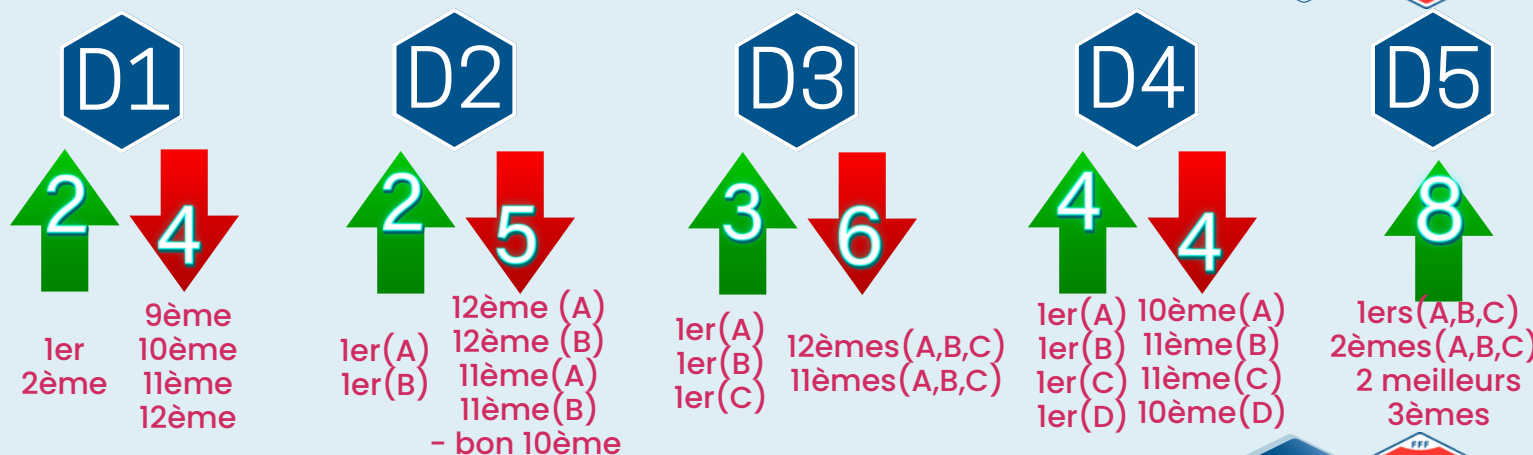 D1
D2
D3
D4
D5
2
4
2
5
3
6
4
4
8
1er
2ème
9ème
10ème
11ème
12ème
1er(A)
1er(B)
12ème (A)
12ème (B)
11ème(A)
11ème(B)
- bon 10ème
1er(A)
1er(B)
1er(C)
12èmes(A,B,C)
11èmes(A,B,C)
1er(A)
1er(B)
1er(C)
1er(D)
10ème(A)
11ème(B)
11ème(C)
10ème(D)
1ers(A,B,C)
2èmes(A,B,C)
2 meilleurs
3èmes
FFF